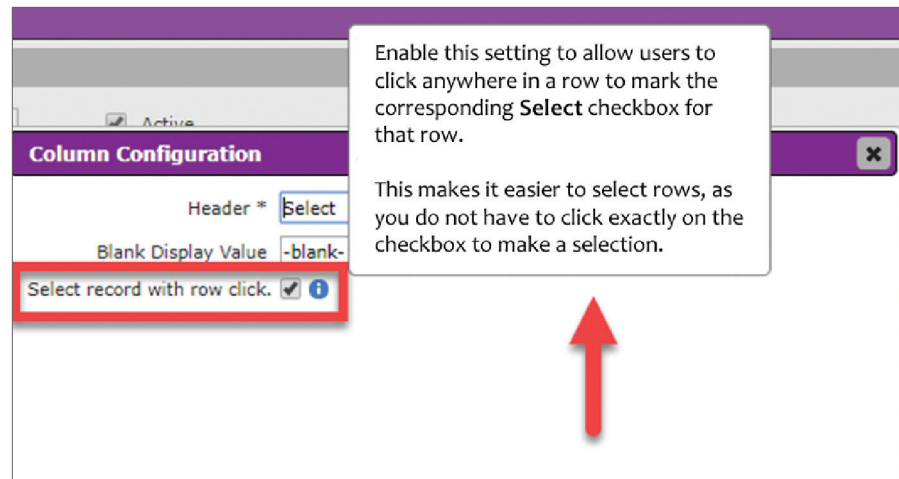 Enable this setting to allow users to
click anywhere in a row to mark the
corresponding Select checkbox for
that row.
This makes it easier to select rows, as
you do not have to click exactly on the
checkbox to make a selection.
Active
Column Configuration
Header * Select
Blank Display Value -blank-
Select record with row click.